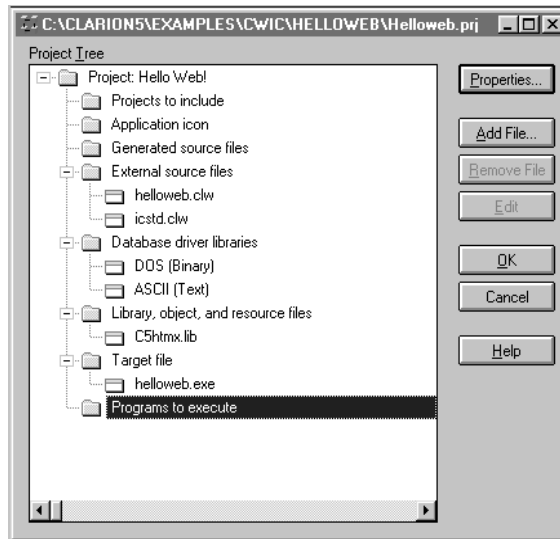 C:\CLARION5\EXAMPLES\CWIC\HELLOWEB\Helloweb.prj
Project Tree
Project: Hello Web!
Projects to include
Application icon
Generated source files
External source files
helloweb.clw
icstd.clw
Database driver libraries
DOS (Binary)
ASCII (Text)
Library, object, and resource files
C5htmx.lib
Target file
helloweb.exe
Programs to execute
Properties...
Add File...
Remove File
Edit
OK
Cancel
Help